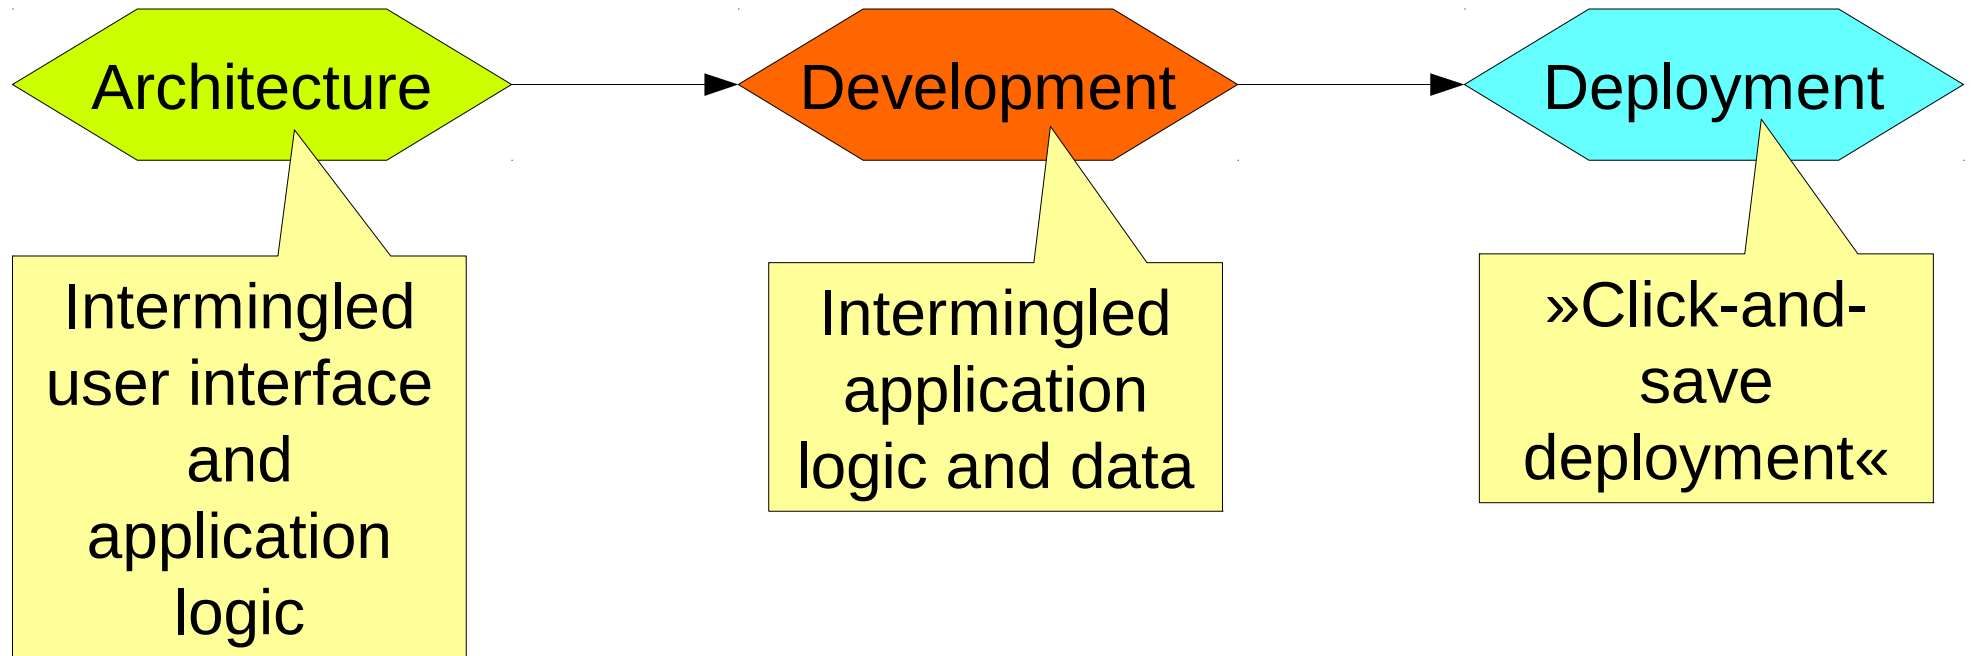 Architecture
Development
Deployment
Intermingled
user interface
and
application
logic
Intermingled
application
logic and data
»Click-and-
save
deployment«